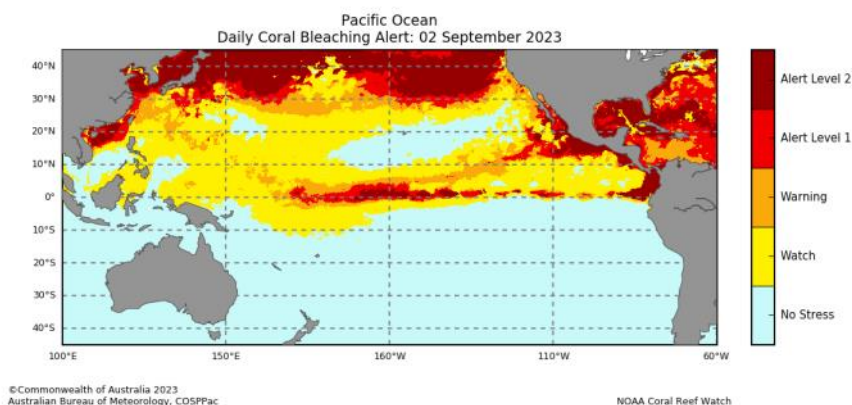 Pacific Ocean
Daily Coral Bleaching Alert: 02 September 2023
40°N
30°N
20°N
10°N
0°
10°S
20°S
30°S
40°S
100°E
150°E
160°W
110°W
60°W
Alert Level 2
Alert Level 1
Warning
Watch
No Stress
©Commonwealth of Australia 2023
Australian Bureau of Meteorology, COSPPac
NOAA Coral Reef Watch